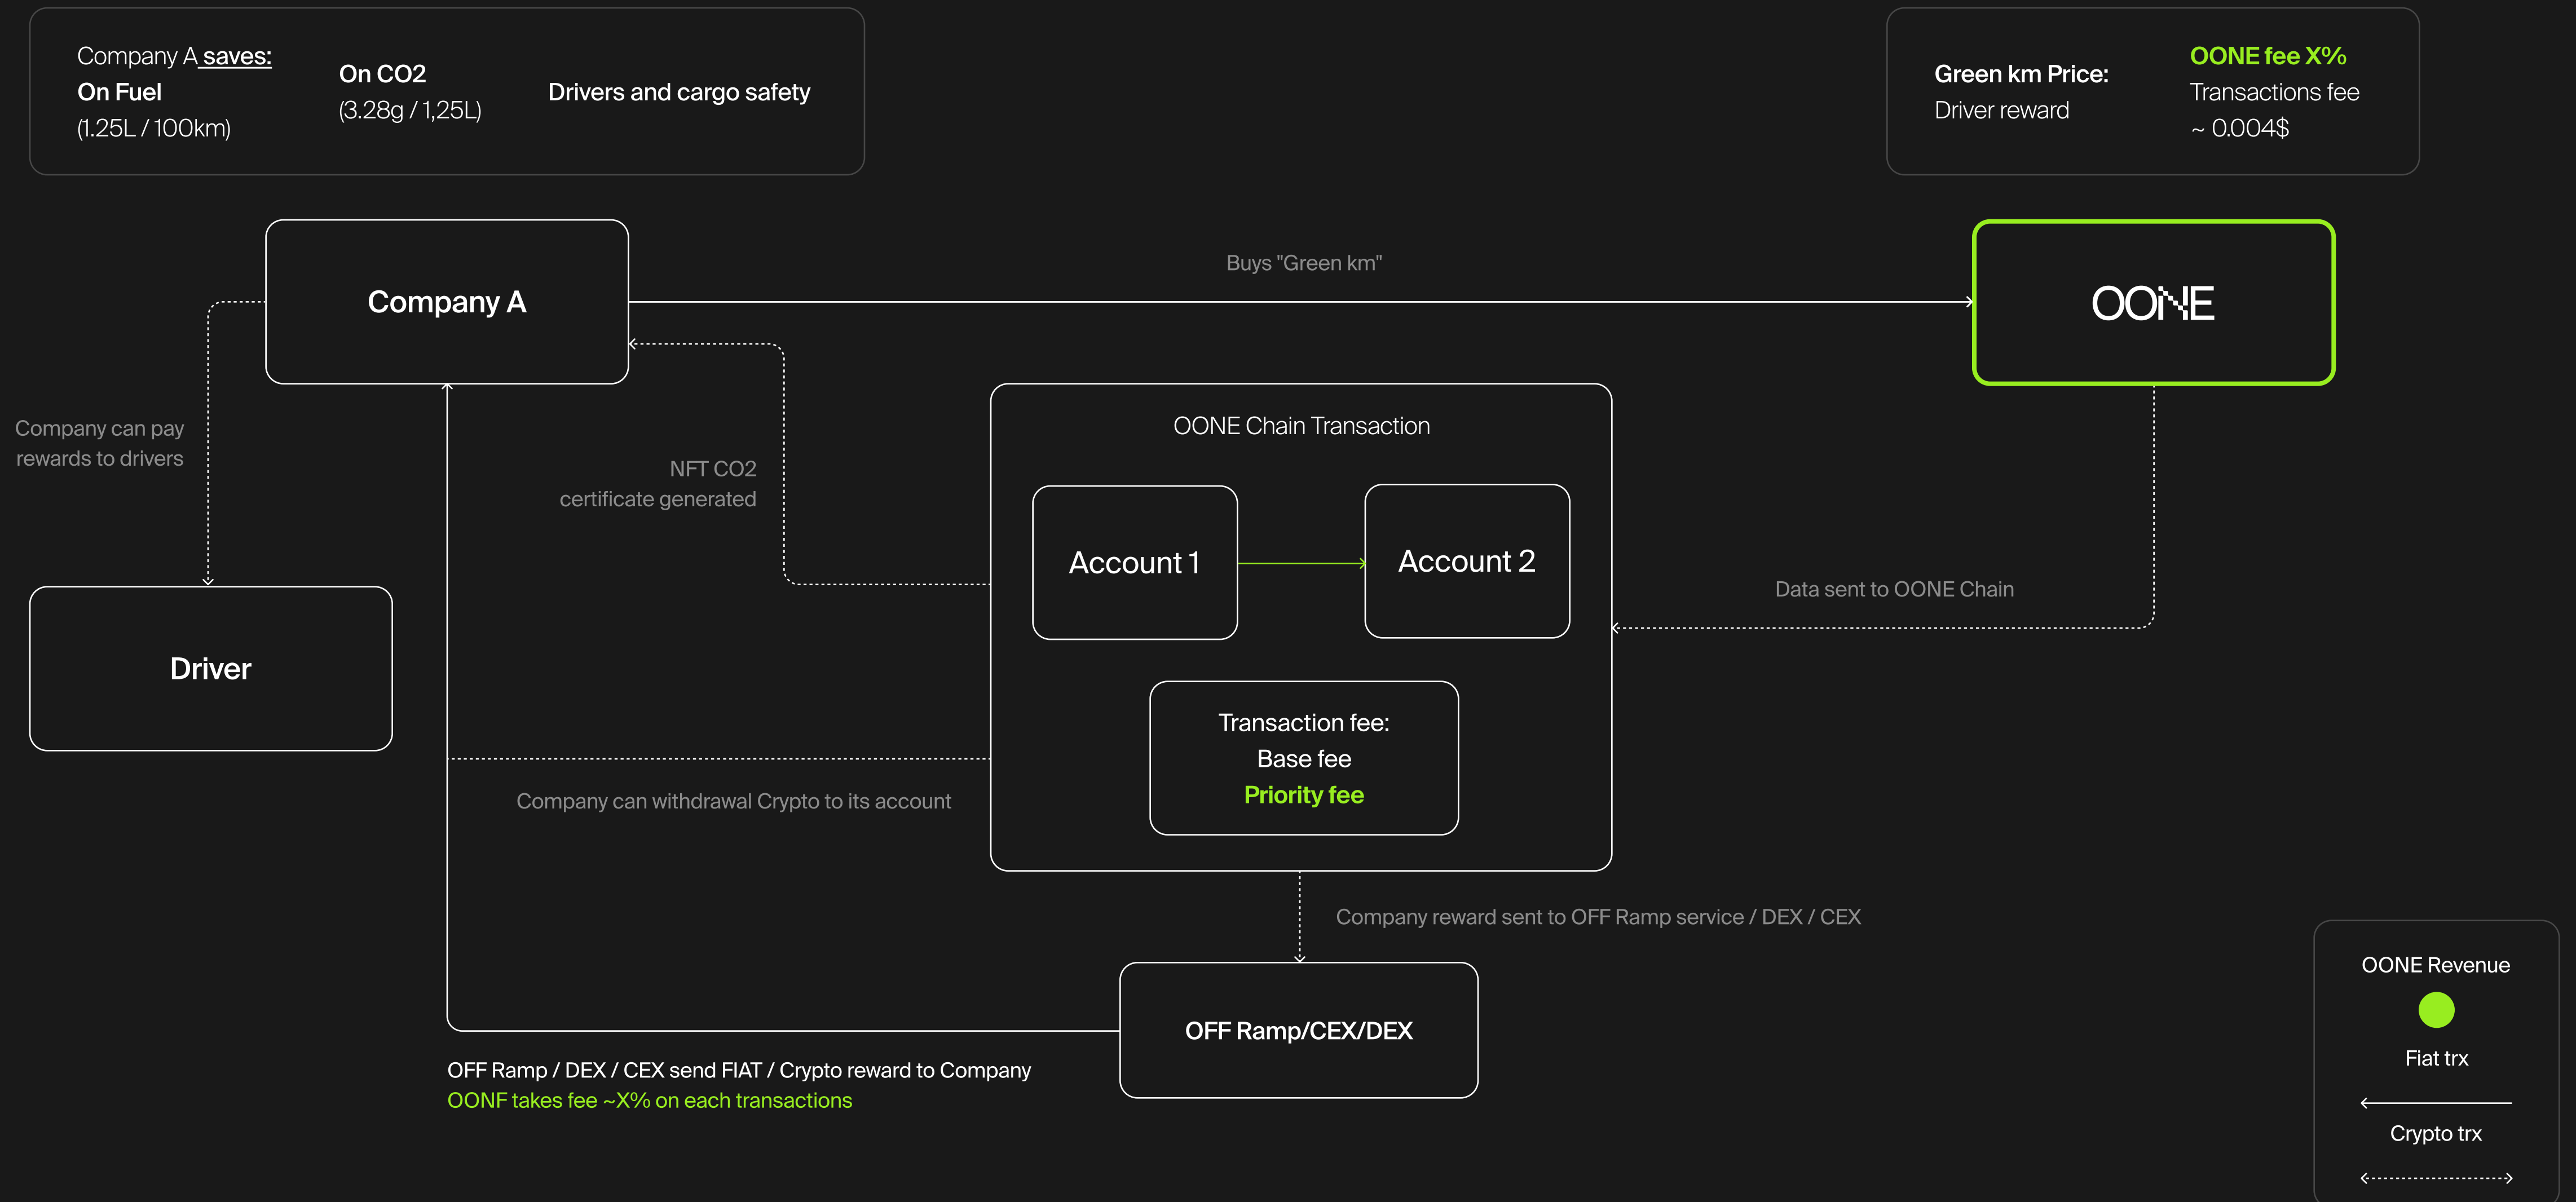 Company A saves:
On Fuel
(1.25L / 100km)
On CO2
(3.28g / 1,25L)
Drivers and cargo safety
Green km Price:
Driver reward
OONE fee X%
Transactions fee
~ 0.004$
Company A
Buys "Green km"
OONE
Company can pay
rewards to drivers
NFT CO2
certificate generated
OONE Chain Transaction
Account 1
Account 2
Data sent to OONE Chain
Driver
Transaction fee:
Base fee
Priority fee
Company can withdrawal Crypto to its account
Company reward sent to OFF Ramp service / DEX / CEX
OFF Ramp/CEX/DEX
OFF Ramp / DEX / CEX send FIAT / Crypto reward to Company
OONF takes fee ~X% on each transactions
OONE Revenue
Fiat trx
Crypto trx